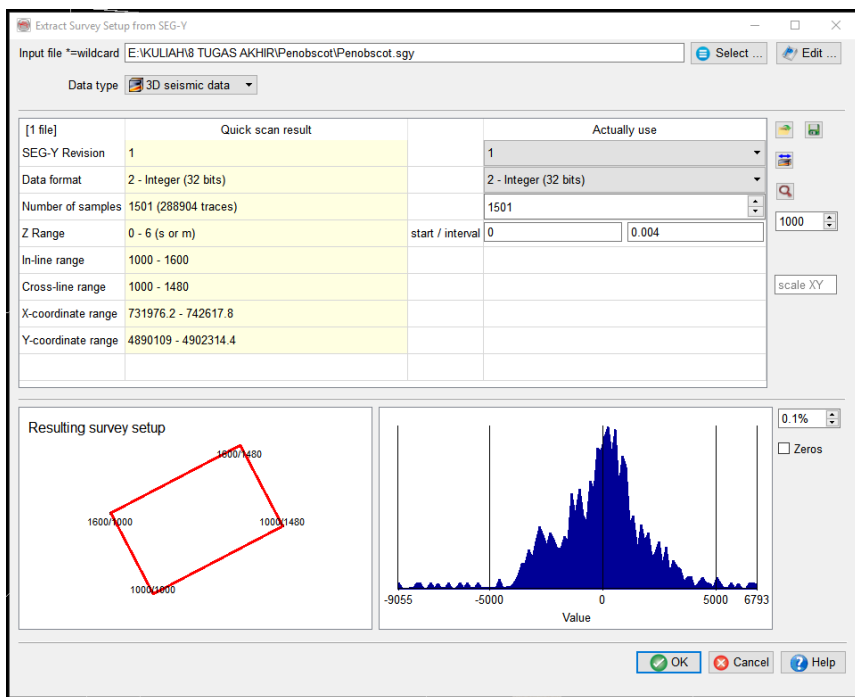 Extract Survey Setup from SEG-Y
Input file *=wildcard E:\KULIAH\8 TUGAS AKHIR\Penobscot\Penobscot.sgy Select ... Edit ...
Data type 3D seismic data
[1 file] Quick scan result Actually use
SEG-Y Revision 1 1
Data format 2 - Integer (32 bits) 2 - Integer (32 bits)
Number of samples 1501 (288904 traces) 1501
1000
Z Range 0 - 6 (s or m) start / interval 0 0.004
In-line range 1000 - 1600
Cross-line range 1000 - 1480
scale XY
X-coordinate range 731976.2 - 742617.8
Y-coordinate range 4890109 - 4902314.4
Resulting survey setup
1600/1480
1600/1000
1000/1480
1000/1000
-9055 -5000 0 5000 6793
Value
0.1%
Zeros
OK Cancel Help